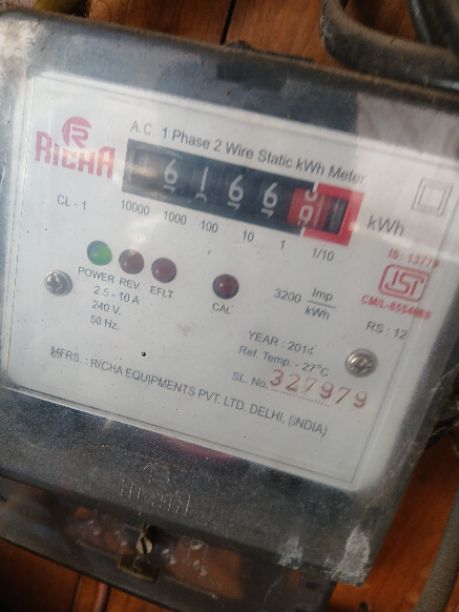 R
RICHA
A.C. 1 Phase 2 Wire Static kWh Meter
6166
kWh
CL - 1
10000 1000 100 10 1 1/10
IS : 13779
ISI
POWER REV. EFLT
CAL
3200 Imp/kWh
2.5 - 10 A
240 V.
50 Hz.
RS : 12
YEAR : 2014
Ref. Temp. - 27°C
SL. No. 327979
MFRS. : RICHA EQUIPMENTS PVT. LTD. DELHI, (INDIA)